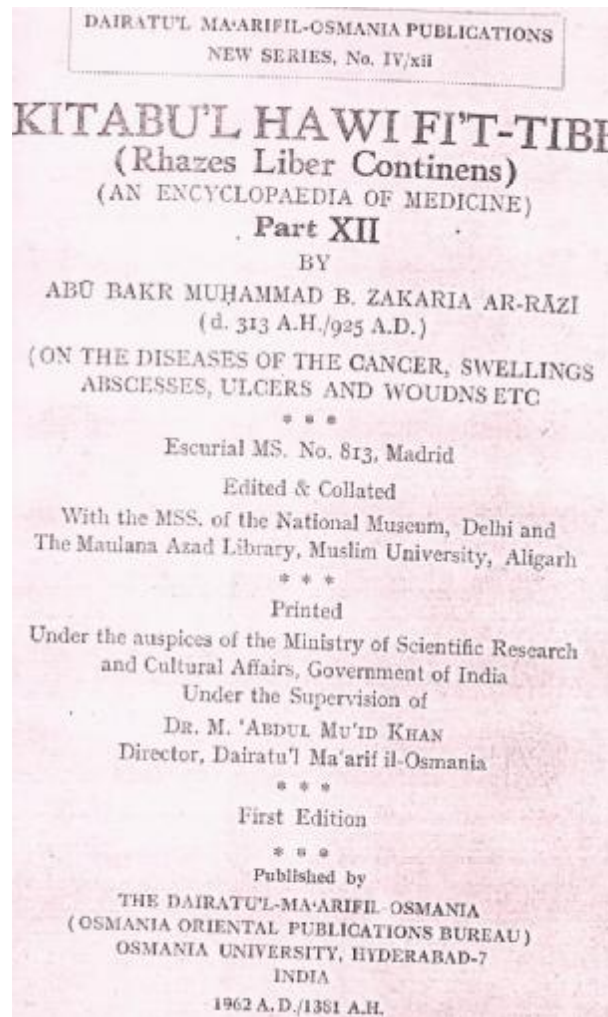 DAIRATU'L MA'ARIFIL-OSMANIA PUBLICATIONS
NEW SERIES, No. IV/xii
KITABU'L HAWI FI'T-TIBB
(Rhazes Liber Continens)
(AN ENCYCLOPAEDIA OF MEDICINE)
Part XII
BY
ABŪ BAKR MUḤAMMAD B. ZAKARIA AR-RĀZĪ
(d. 313 A.H./925 A.D.)
(ON THE DISEASES OF THE CANCER, SWELLINGS
ABSCESSES, ULCERS AND WOUDNS ETC
* * *
Escurial MS. No. 813, Madrid
Edited & Collated
With the MSS. of the National Museum, Delhi and
The Maulana Azad Library, Muslim University, Aligarh
* * *
Printed
Under the auspices of the Ministry of Scientific Research
and Cultural Affairs, Government of India
Under the Supervision of
DR. M. 'ABDUL MU'ID KHAN
Director, Dairatu'l Ma'arif il-Osmania
* * *
First Edition
* * *
Published by
THE DAIRATU'L-MA'ARIFIL-OSMANIA
(OSMANIA ORIENTAL PUBLICATIONS BUREAU)
OSMANIA UNIVERSITY, HYDERABAD-7
INDIA
1962 A.D./1381 A.H.